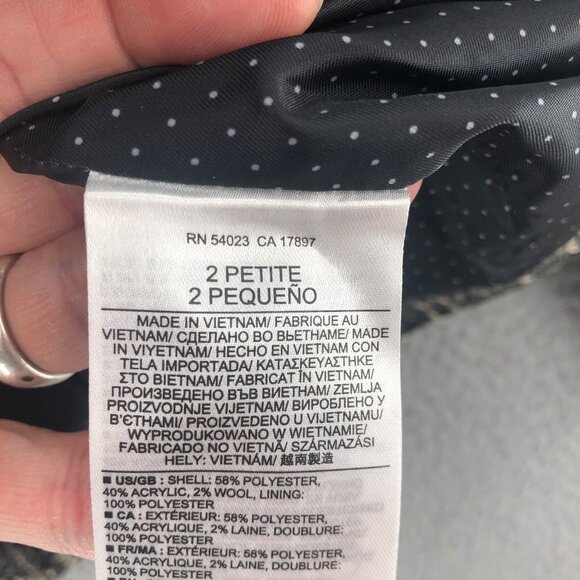 RN 54023 CA 17897
2 PETITE
2 PEQUEÑO
MADE IN VIETNAM/ FABRIQUE AU
VIETNAM/ СДЕЛАНО ВО ВЬЕТНАМЕ/ MADE
IN VIYETNAM/ HECHO EN VIETNAM CON
TELA IMPORTADA/ ΚΑΤΑΣΚΕΥΑΣΤΗΚΕ
ΣΤΟ ΒΙΕΤΝΑΜ/ FABRICAT ÎN VIETNAM/
ПРОИЗВЕДЕНО ВЪВ ВИЕТНАМ/ ZEMLJA
PROIZVODNJE VIJETNAM/ ВИРОБЛЕНО У
В'ЄТНАМІ/ PROIZVEDENO U VIJETNAMU/
WYPRODUKOWANO W WIETNAMIE/
FABRICADO NO VIETNÃ/ SZÁRMAZÁSI
HELY: VIETNÁM/ 越南製造
■ US/GB : SHELL: 58% POLYESTER,
40% ACRYLIC, 2% WOOL, LINING:
100% POLYESTER
■ CA : EXTÉRIEUR: 58% POLYESTER,
40% ACRYLIQUE, 2% LAINE, DOUBLURE:
100% POLYESTER
■ FR/MA : EXTÉRIEUR: 58% POLYESTER,
40% ACRYLIQUE, 2% LAINE, DOUBLURE:
100% POLYESTER